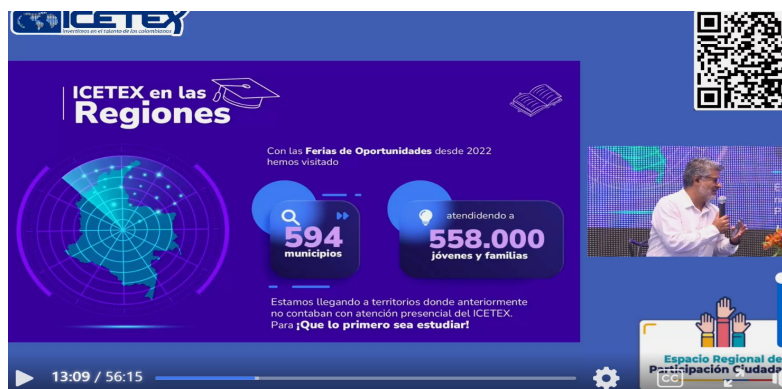 ICETEX
Invertimos en el talento de los colombianos
ICETEX en las
Regiones
Con las Ferias de Oportunidades desde 2022
hemos visitado
594
municipios
atendidendo a
558.000
jóvenes y familias
Estamos llegando a territorios donde anteriormente
no contaban con atención presencial del ICETEX.
Para ¡Que lo primero sea estudiar!
Espacio Regional de
Participación Ciudada
13:09 / 56:15
CC